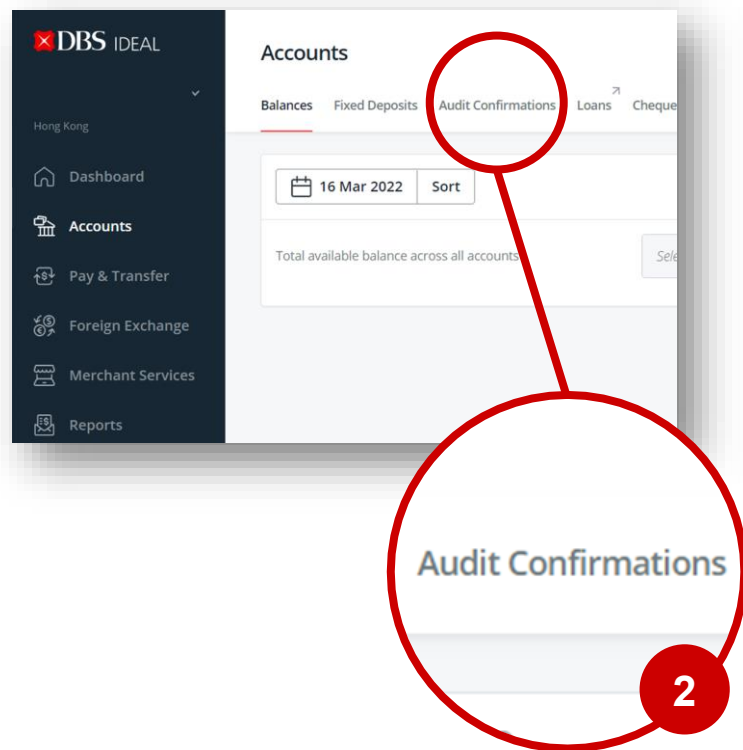 DBS IDEAL
Hong Kong
Dashboard
Accounts
Pay & Transfer
Foreign Exchange
Merchant Services
Reports
Accounts
Balances Fixed Deposits Audit Confirmations Loans Cheque
16 Mar 2022 Sort
Total available balance across all accounts
Audit Confirmations
2